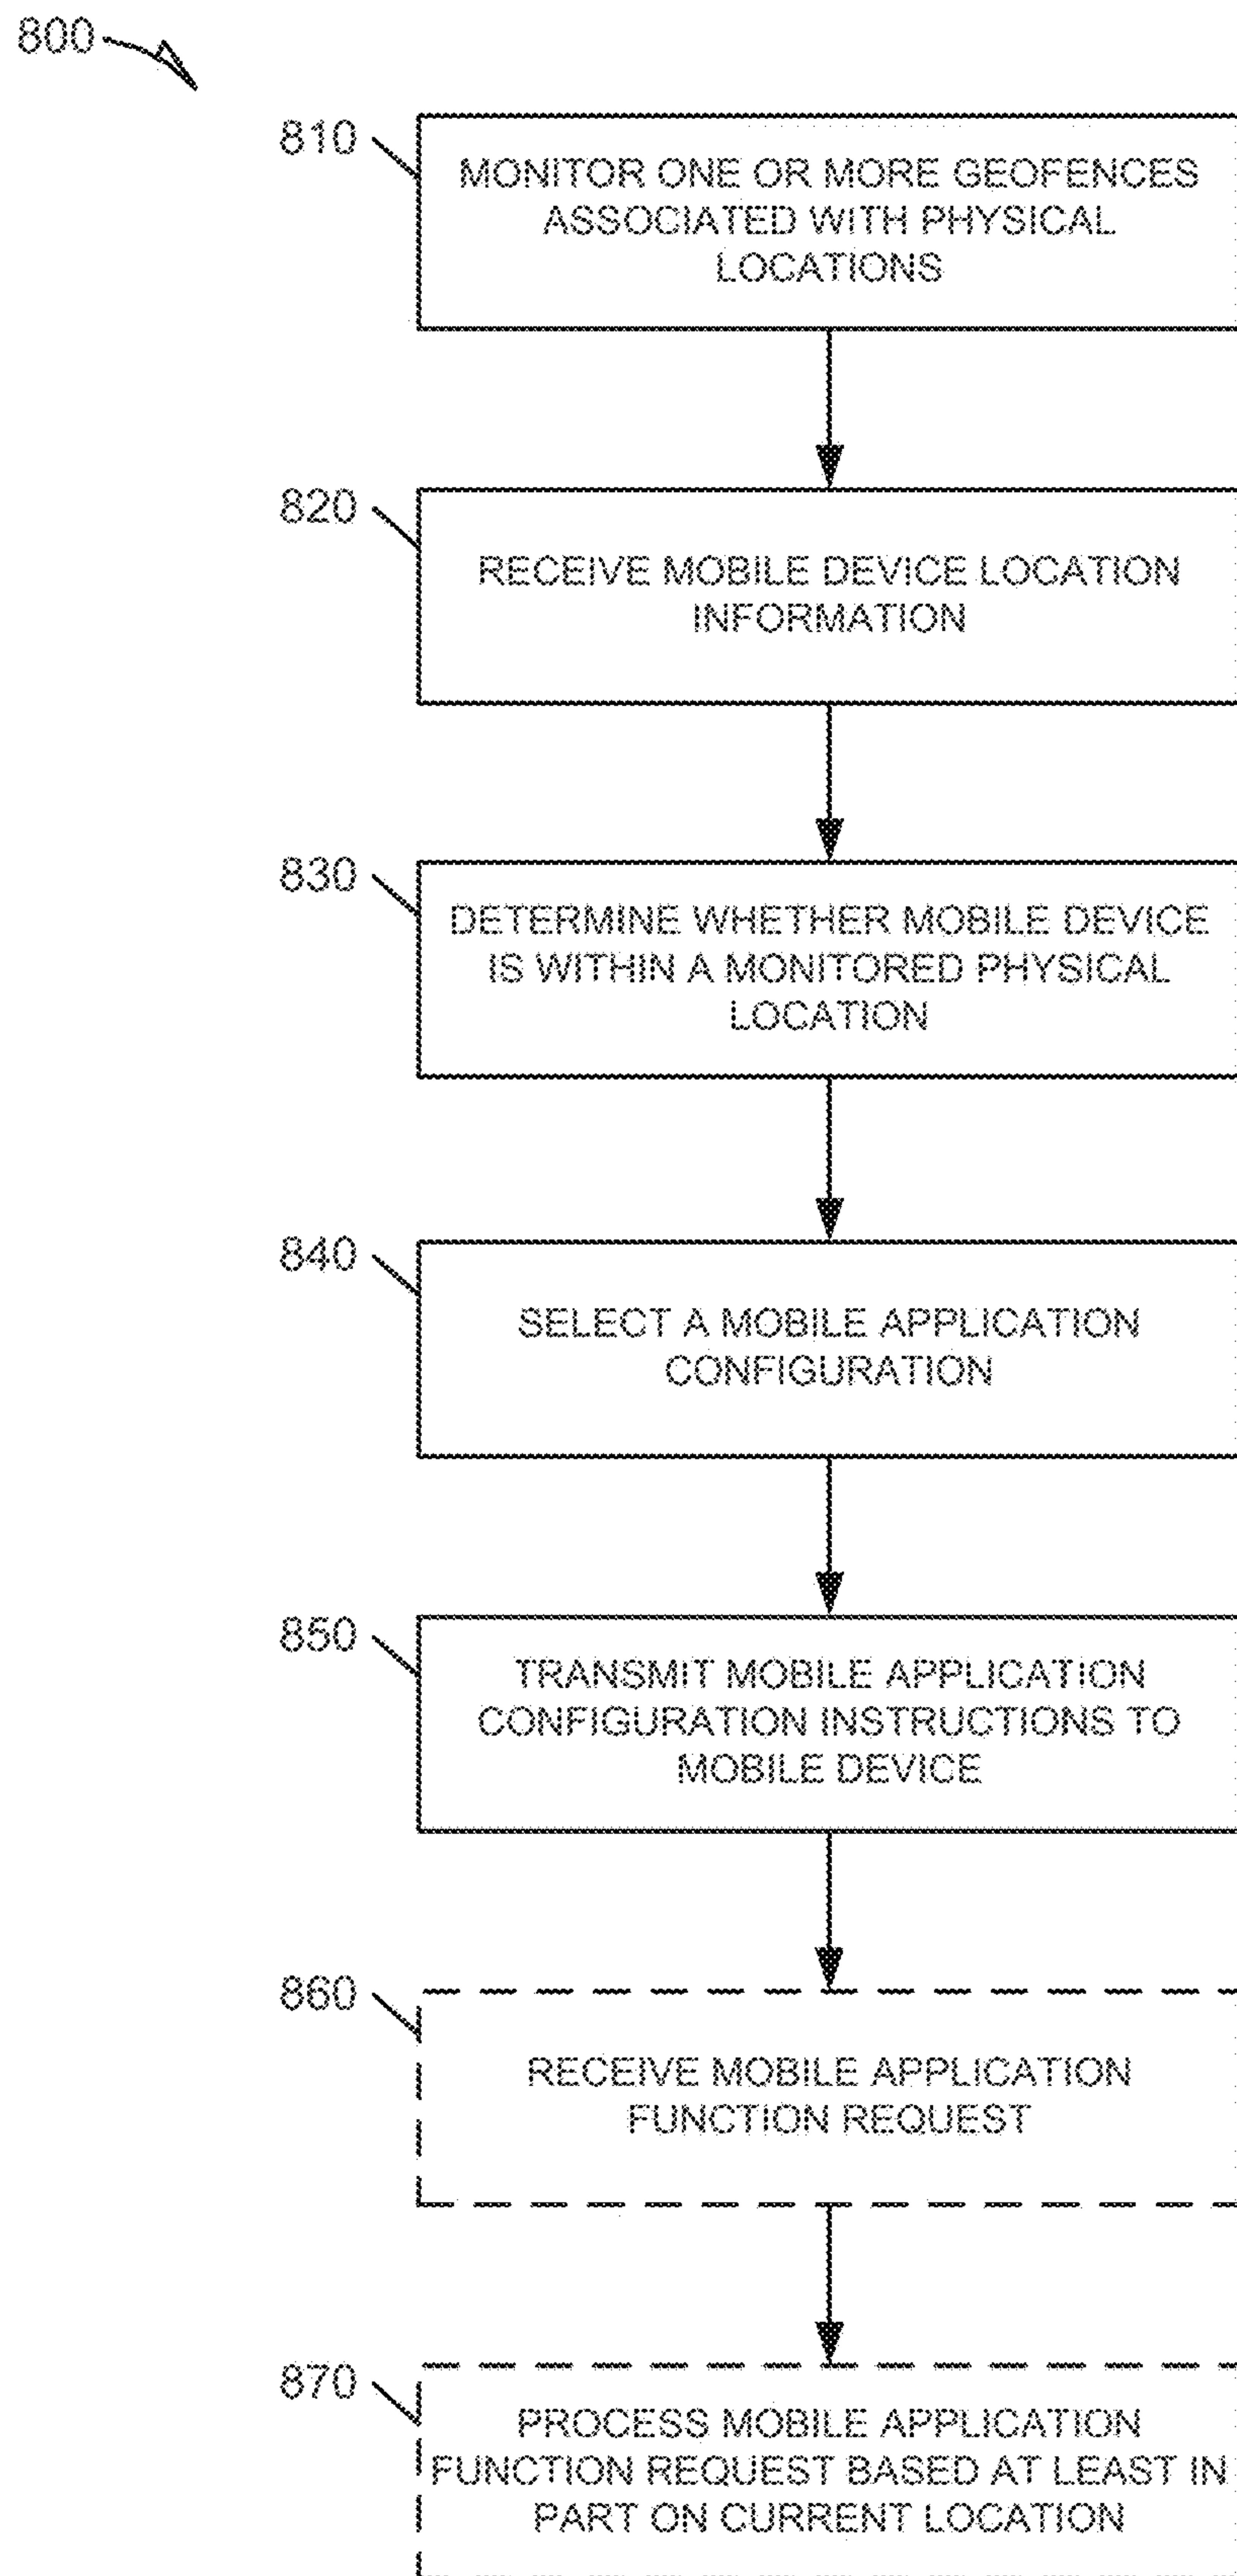 800
810
MONITOR ONE OR MORE GEOFENCES
ASSOCIATED WITH PHYSICAL
LOCATIONS
820
RECEIVE MOBILE DEVICE LOCATION
INFORMATION
830
DETERMINE WHETHER MOBILE DEVICE
IS WITHIN A MONITORED PHYSICAL
LOCATION
840
SELECT A MOBILE APPLICATION
CONFIGURATION
850
TRANSMIT MOBILE APPLICATION
CONFIGURATION INSTRUCTIONS TO
MOBILE DEVICE
860
RECEIVE MOBILE APPLICATION
FUNCTION REQUEST
870
PROCESS MOBILE APPLICATION
FUNCTION REQUEST BASED AT LEAST IN
PART ON CURRENT LOCATION